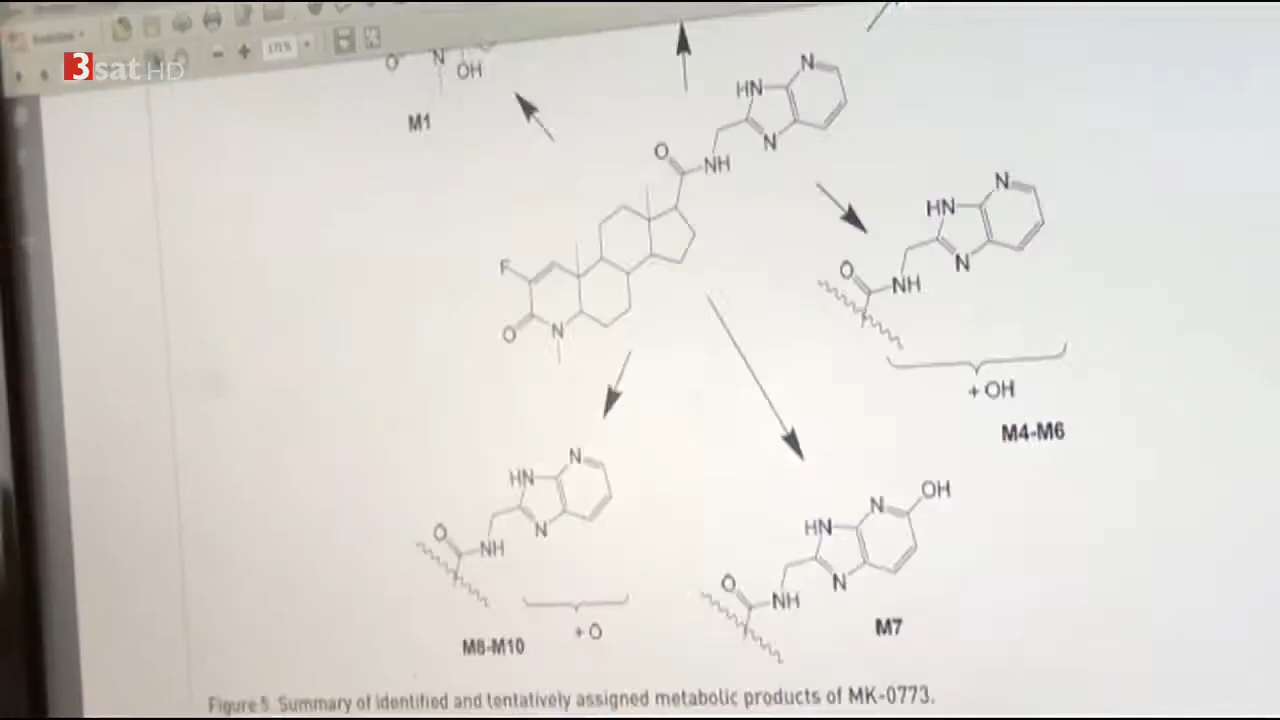 3sat HD
171%
O
N
OH
M1
N
HN
N
O
NH
F
O
N
N
HN
N
O
NH
+ OH
M4-M6
N
HN
N
O
NH
+ O
M8-M10
OH
N
HN
N
O
NH
M7
Figure 5. Summary of identified and tentatively assigned metabolic products of MK-0773.